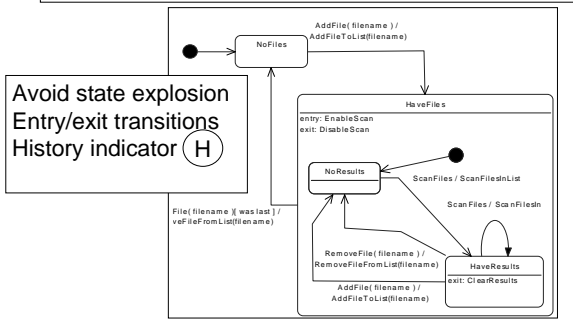 AddFile( filename ) /
AddFileToList(filename)
NoFiles
Avoid state explosion
Entry/exit transitions
History indicator H
HaveFiles
entry: EnableScan
exit: DisableScan
NoResults
ScanFiles / ScanFilesInList
ScanFiles / ScanFilesIn
File( filename )[ was last ] /
veFileFromList(filename)
RemoveFile( filename ) /
RemoveFileFromList(filename)
HaveResults
exit: ClearResults
AddFile( filename ) /
AddFileToList(filename)